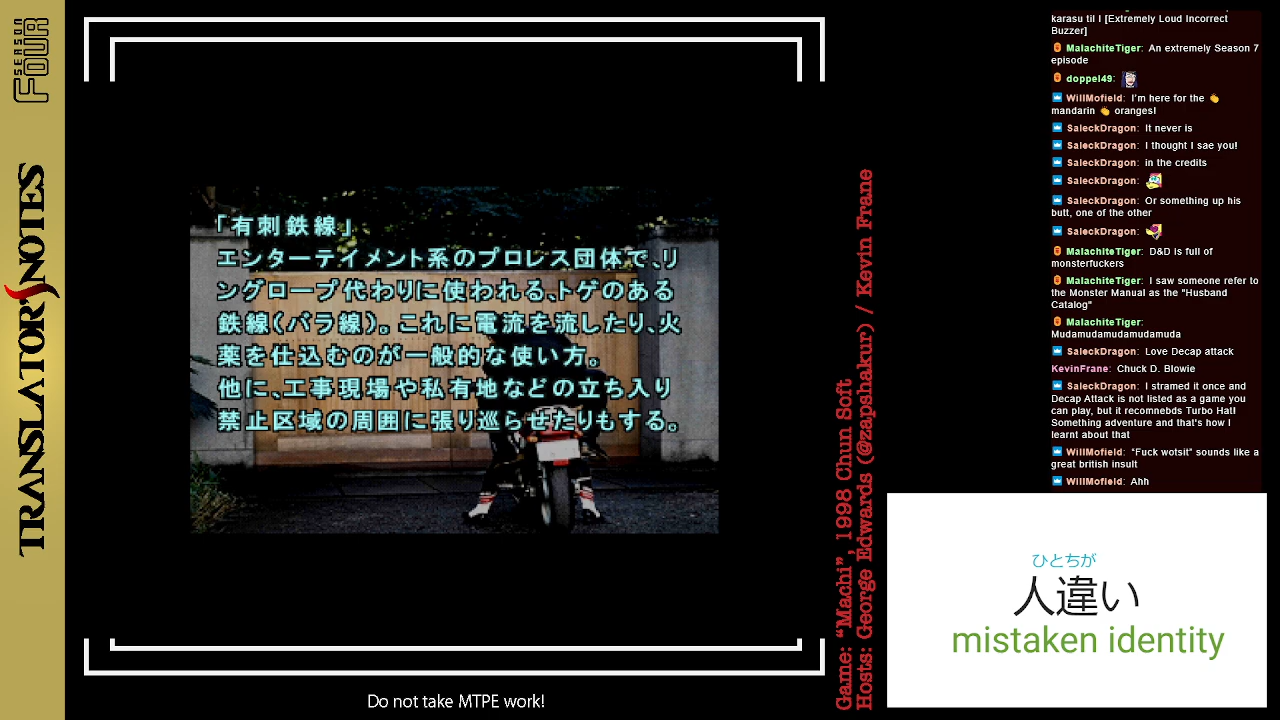 SEASON
FOUR
TRANSLATOR'S NOTES
「有刺鉄線」
エンターテイメント系のプロレス団体で、リ
ングロープ代わりに使われる、トゲのある
鉄線(バラ線)。これに電流を流したり、火
薬を仕込むのが一般的な使い方。
他に、工事現場や私有地などの立ち入り
禁止区域の周囲に張り巡らせたりもする。
Do not take MTPE work!
Game: "Machi", 1998 Chun Soft
Hosts: George Edwards (@zapshakur) / Kevin Frane
karasu til I [Extremely Loud Incorrect
Buzzer]
MalachiteTiger: An extremely Season 7
episode
doppel49:
WillMofield: I'm here for the 👏
mandarin 👏 oranges!
SaleckDragon: It never is
SaleckDragon: I thought I sae you!
SaleckDragon: in the credits
SaleckDragon:
SaleckDragon: Or something up his
butt, one of the other
SaleckDragon:
MalachiteTiger: D&D is full of
monsterfuckers
MalachiteTiger: I saw someone refer to
the Monster Manual as the "Husband
Catalog"
MalachiteTiger:
Mudamudamudamudamuda
SaleckDragon: Love Decap attack
KevinFrane: Chuck D. Blowie
SaleckDragon: I stramed it once and
Decap Attack is not listed as a game you
can play, but it recomnebds Turbo Hat!
Something adventure and that's how I
learnt about that
WillMofield: "Fuck wotsit" sounds like a
great british insult
WillMofield: Ahh
ひとちが
人違い
mistaken identity